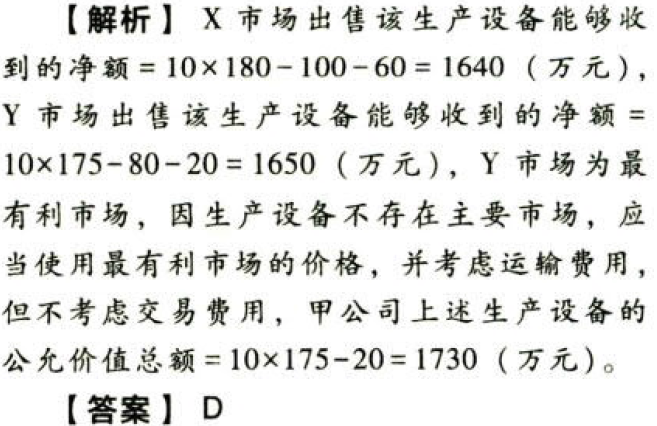 【解析】 X 市场出售该生产设备能够收
到的净额=10×180-100-60=1640（万元），
Y 市场出售该生产设备能够收到的净额=
10×175-80-20=1650（万元），Y 市场为最
有利市场，因生产设备不存在主要市场，应
当使用最有利市场的价格，并考虑运输费用，
但不考虑交易费用，甲公司上述生产设备的
公允价值总额=10×175-20=1730（万元）。
【答案】 D